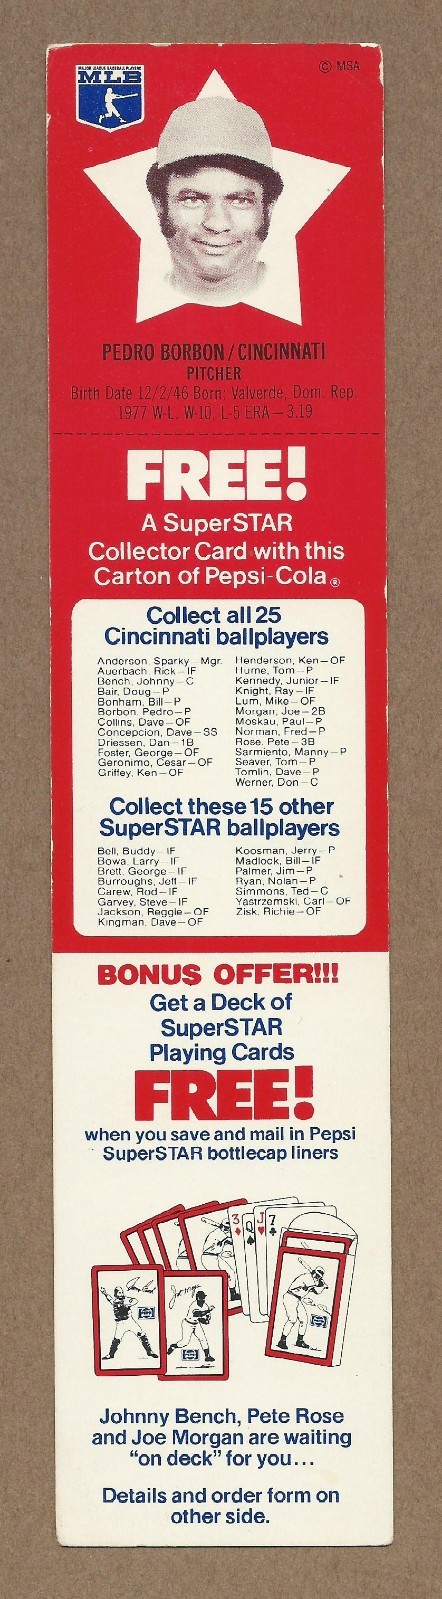 MAJOR LEAGUE BASEBALL PLAYERS
MLB
© MSA
PEDRO BORBON/CINCINNATI
PITCHER
Birth Date 12/2/46 Born: Valverde, Dom. Rep.
1977 W-L. W-10, L-5 ERA—3.19
FREE!
A SuperSTAR
Collector Card with this
Carton of Pepsi-Cola®
Collect all 25
Cincinnati ballplayers
Anderson, Sparky—Mgr.
Auerbach, Rick—IF
Bench, Johnny—C
Bair, Doug—P
Bonham, Bill—P
Borbon, Pedro—P
Collins, Dave—OF
Concepcion, Dave—SS
Driessen, Dan—1B
Foster, George—OF
Geronimo, Cesar—OF
Griffey, Ken—OF
Henderson, Ken—OF
Hume, Tom—P
Kennedy, Junior—IF
Knight, Ray—IF
Lum, Mike—OF
Morgan, Joe—2B
Moskau, Paul—P
Norman, Fred—P
Rose, Pete—3B
Sarmiento, Manny—P
Seaver, Tom—P
Tomlin, Dave—P
Werner, Don—C
Collect these 15 other
SuperSTAR ballplayers
Bell, Buddy—IF
Bowa, Larry—IF
Brett, George—IF
Burroughs, Jeff—IF
Carew, Rod—IF
Garvey, Steve—IF
Jackson, Reggie—OF
Kingman, Dave—OF
Koosman, Jerry—P
Madlock, Bill—IF
Palmer, Jim—P
Ryan, Nolan—P
Simmons, Ted—C
Yastrzemski, Carl—OF
Zisk, Richie—OF
BONUS OFFER!!!
Get a Deck of
SuperSTAR
Playing Cards
FREE!
when you save and mail in Pepsi
SuperSTAR bottlecap liners
3
Q
J
7
Johnny Bench, Pete Rose
and Joe Morgan are waiting
"on deck" for you...
Details and order form on
other side.